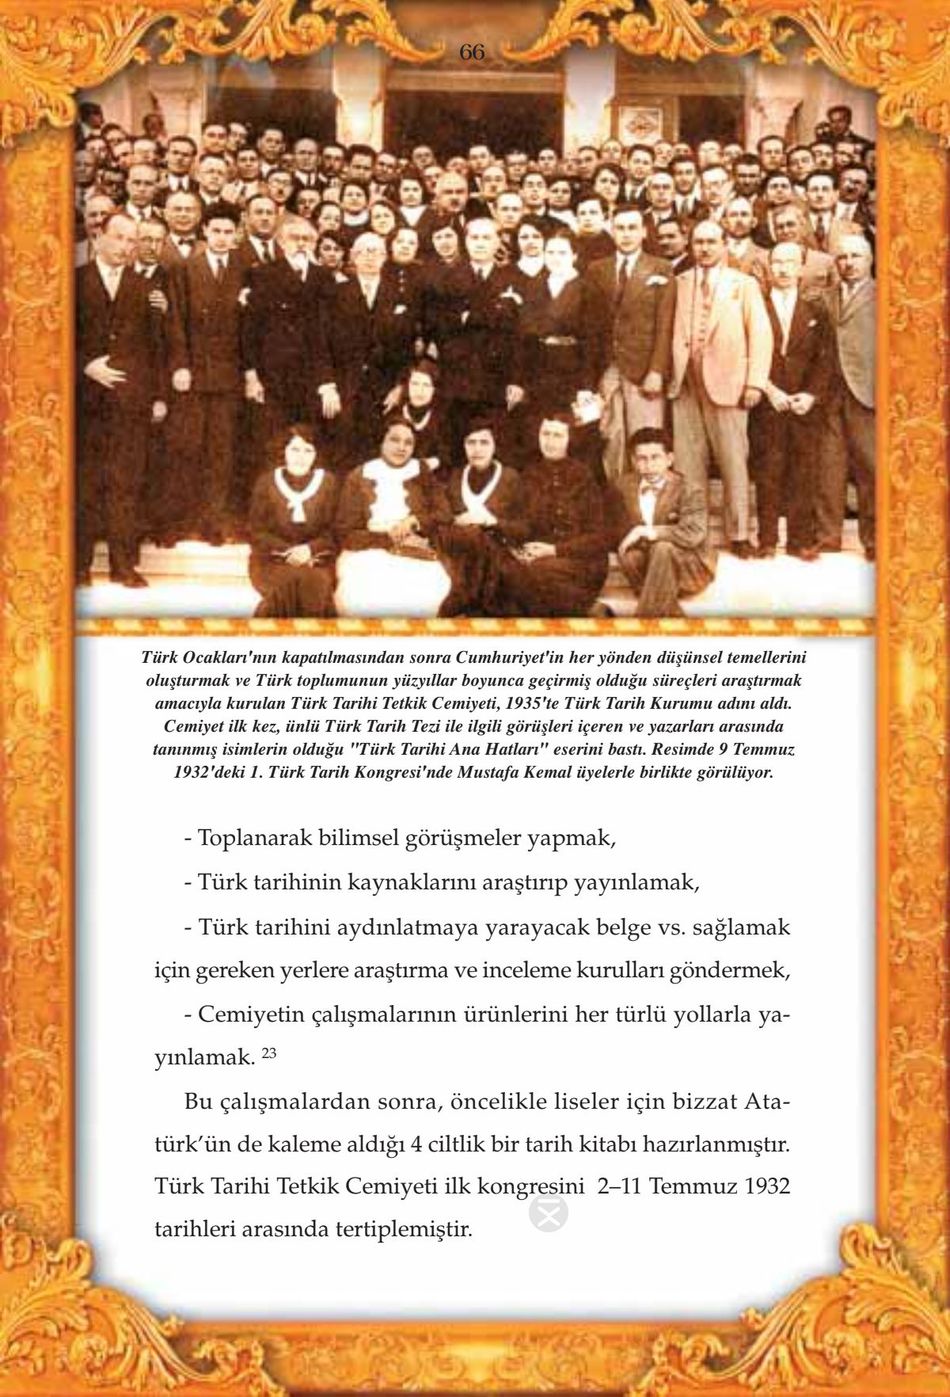 66
Türk Ocakları'nın kapatılmasından sonra Cumhuriyet'in her yönden düşünsel temellerini
oluşturmak ve Türk toplumunun yüzyıllar boyunca geçirmiş olduğu süreçleri araştırmak
amacıyla kurulan Türk Tarihi Tetkik Cemiyeti, 1935'te Türk Tarih Kurumu adını aldı.
Cemiyet ilk kez, ünlü Türk Tarih Tezi ile ilgili görüşleri içeren ve yazarları arasında
tanınmış isimlerin olduğu "Türk Tarihi Ana Hatları" eserini bastı. Resimde 9 Temmuz
1932'deki 1. Türk Tarih Kongresi'nde Mustafa Kemal üyelerle birlikte görülüyor.
- Toplanarak bilimsel görüşmeler yapmak,
- Türk tarihinin kaynaklarını araştırıp yayınlamak,
- Türk tarihini aydınlatmaya yarayacak belge vs. sağlamak
için gereken yerlere araştırma ve inceleme kurulları göndermek,
- Cemiyetin çalışmalarının ürünlerini her türlü yollarla ya-
yınlamak. 23
Bu çalışmalardan sonra, öncelikle liseler için bizzat Ata-
türk'ün de kaleme aldığı 4 ciltlik bir tarih kitabı hazırlanmıştır.
Türk Tarihi Tetkik Cemiyeti ilk kongresini 2–11 Temmuz 1932
tarihleri arasında tertiplemiştir.